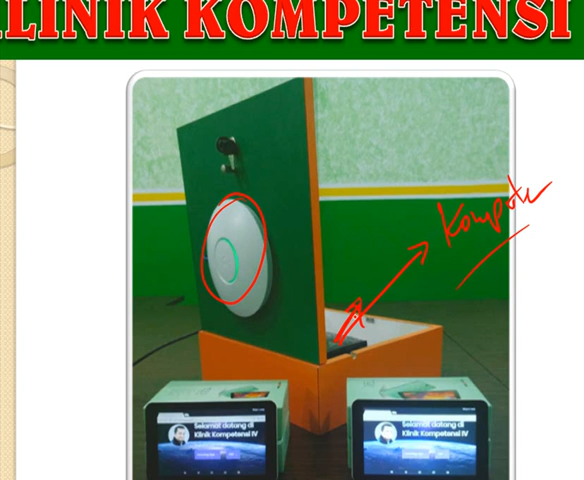 KLINIK KOMPETENSI
Komputer
Selamat datang di
Klinik Kompetensi IV
Selamat datang di
Klinik Kompetensi IV